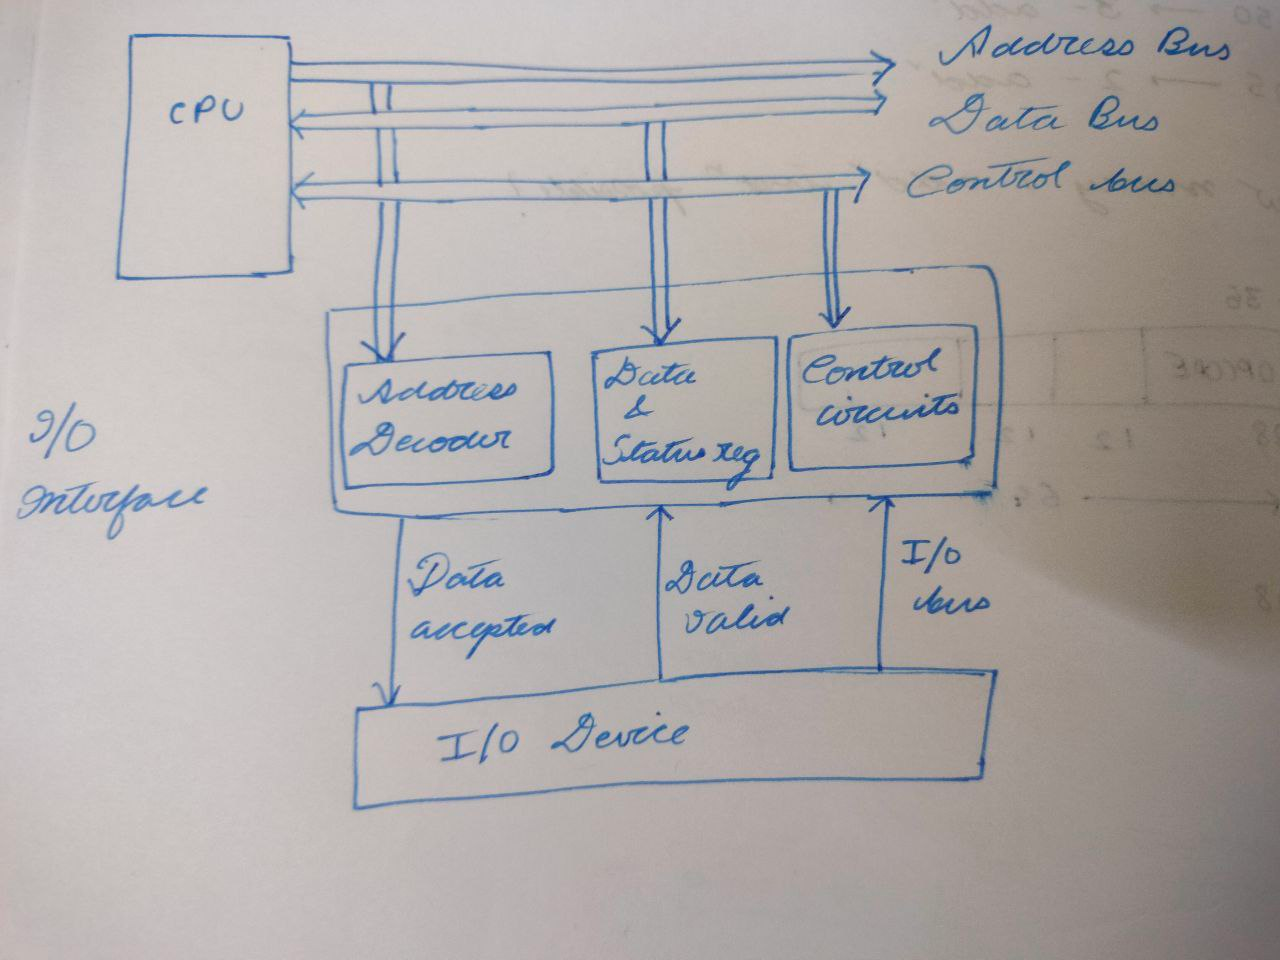 CPU
Address Bus
Data Bus
Control bus
Address
Decoder
Data
&
Status reg
Control
circuits
I/O
Interface
Data
accepted
Data
valid
I/O
bus
I/O Device